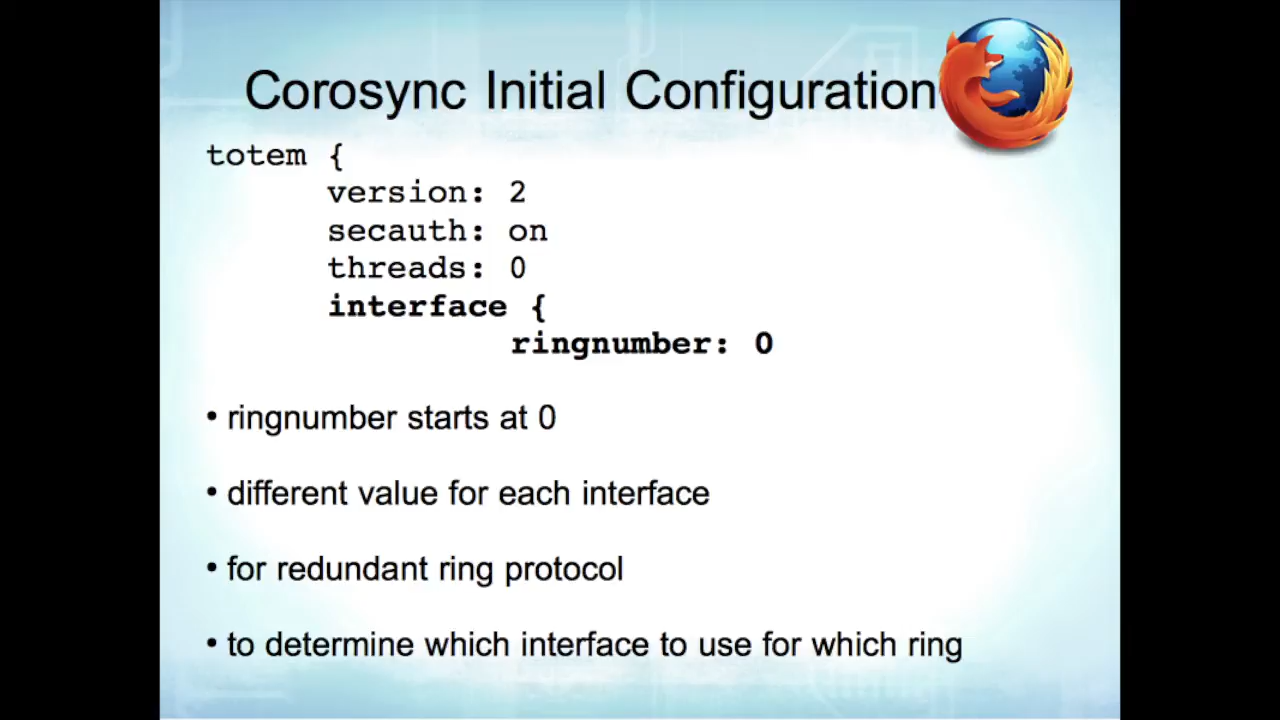 Corosync Initial Configuration
totem {
version: 2
secauth: on
threads: 0
interface {
ringnumber: 0
• ringnumber starts at 0
• different value for each interface
• for redundant ring protocol
• to determine which interface to use for which ring